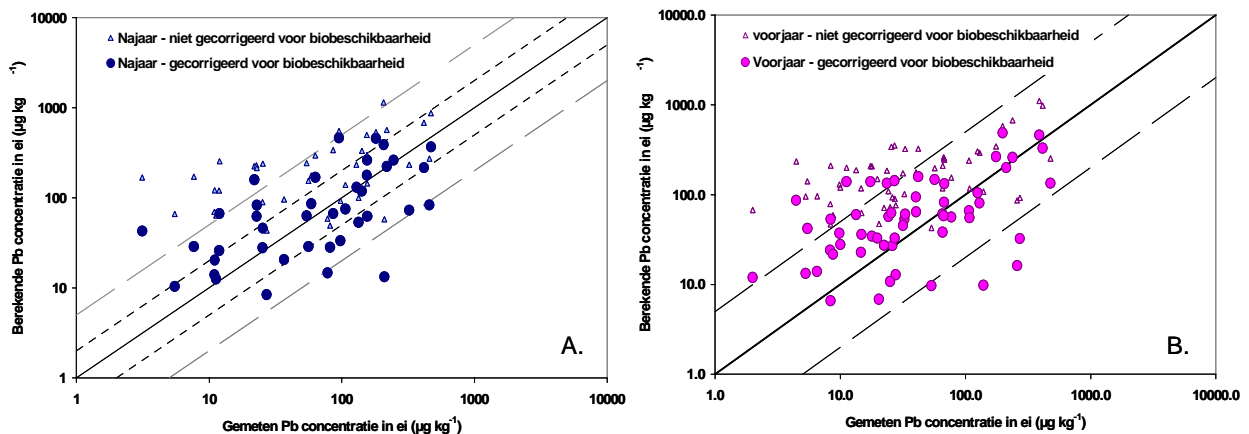 10000
1000
100
10
1
Berekende Pb concentratie in ei (µg kg⁻¹)
Najaar - niet gecorrigeerd voor biobeschikbaarheid
Najaar - gecorrigeerd voor biobeschikbaarheid
A.
1 10 100 1000 10000
Gemeten Pb concentratie in ei (µg kg⁻¹)
10000.0
1000.0
100.0
10.0
1.0
Berekende Pb concentratie in ei (µg kg⁻¹)
voorjaar - niet gecorrigeerd voor biobeschikbaarheid
Voorjaar - gecorrigeerd voor biobeschikbaarheid
B.
1.0 10.0 100.0 1000.0 10000.0
Gemeten Pb concentratie in ei (µg kg⁻¹)